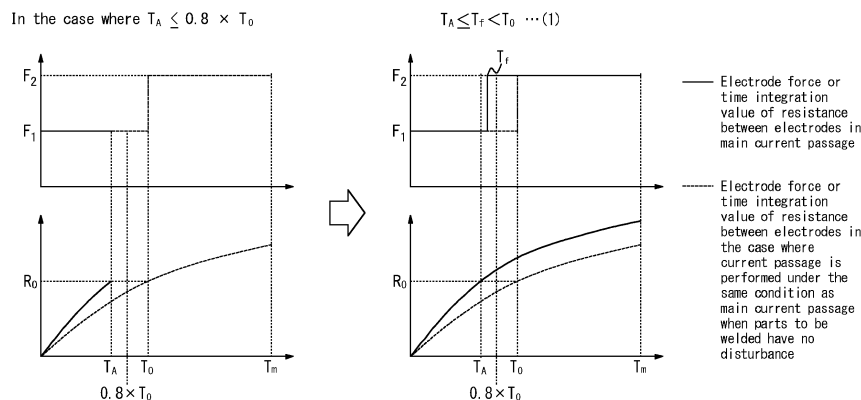 In the case where T_A ≤ 0.8 × T_0
T_A ≤ T_f < T_0 …(1)
F_2
F_1
R_0
T_A
T_0
T_m
0.8×T_0
T_f
F_2
F_1
R_0
T_A
T_0
T_m
0.8×T_0
Electrode force or
time integration
value of resistance
between electrodes in
main current passage
Electrode force or
time integration
value of resistance
between electrodes in
the case where
current passage is
performed under the
same condition as
main current passage
when parts to be
welded have no
disturbance